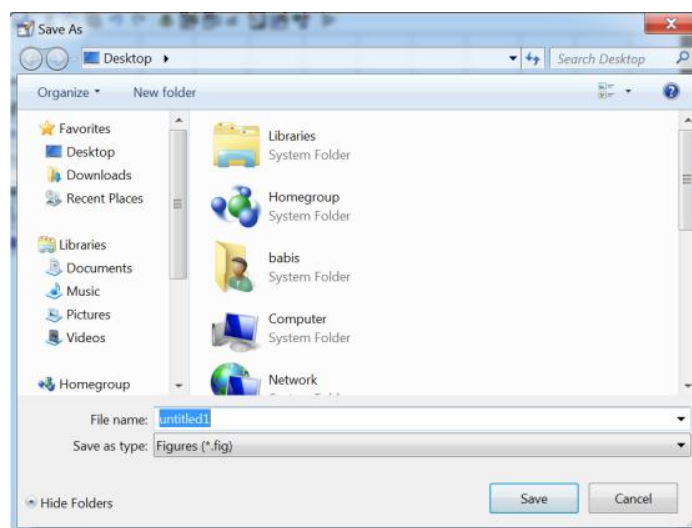 Save As
Desktop
Search Desktop
Organize
New folder
Favorites
Desktop
Downloads
Recent Places
Libraries
Documents
Music
Pictures
Videos
Homegroup
Libraries
System Folder
Homegroup
System Folder
babis
System Folder
Computer
System Folder
Network
File name: untitled1
Save as type: Figures (*.fig)
Hide Folders
Save
Cancel